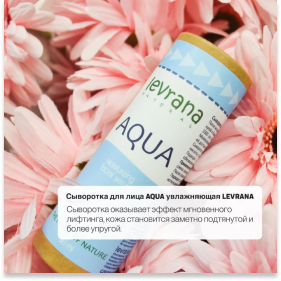 levrana
AQUA
NATURE
Сыворотка для лица AQUA увлажняющая LEVRANA
Сыворотка оказывает эффект мгновенного
лифтинга, кожа становится заметно подтянутой и
более упругой.